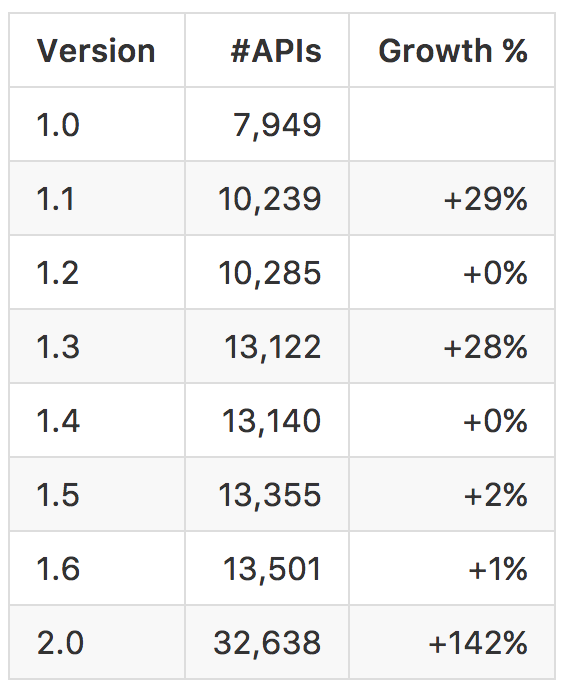 Version #APIs Growth %
1.0 7,949
1.1 10,239 +29%
1.2 10,285 +0%
1.3 13,122 +28%
1.4 13,140 +0%
1.5 13,355 +2%
1.6 13,501 +1%
2.0 32,638 +142%